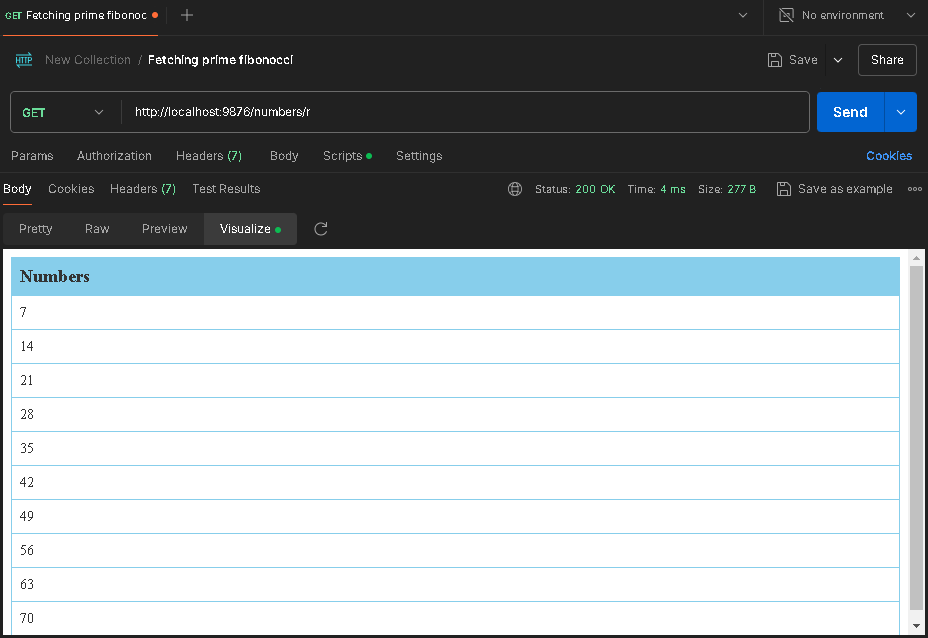 GET Fetching prime fibonoc
No environment
HTTP New Collection / Fetching prime fibonocci Save Share
GET http://localhost:9876/numbers/r Send
Params Authorization Headers (7) Body Scripts Settings Cookies
Body Cookies Headers (7) Test Results Status: 200 OK Time: 4 ms Size: 277 B Save as example
Pretty Raw Preview Visualize
Numbers
7
14
21
28
35
42
49
56
63
70